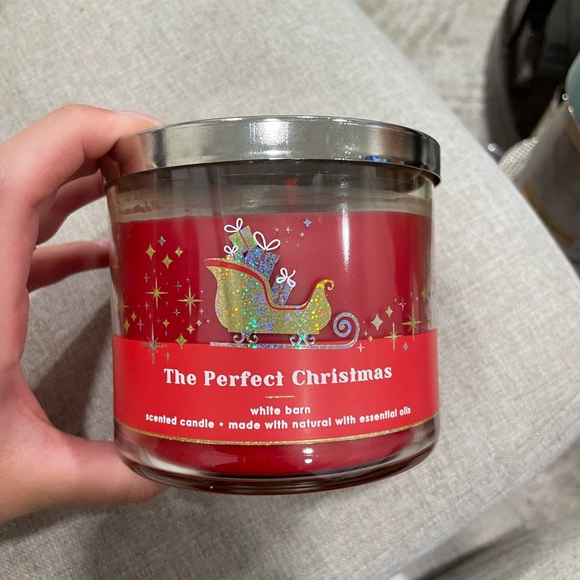 The Perfect Christmas
white barn
scented candle • made with natural with essential oils